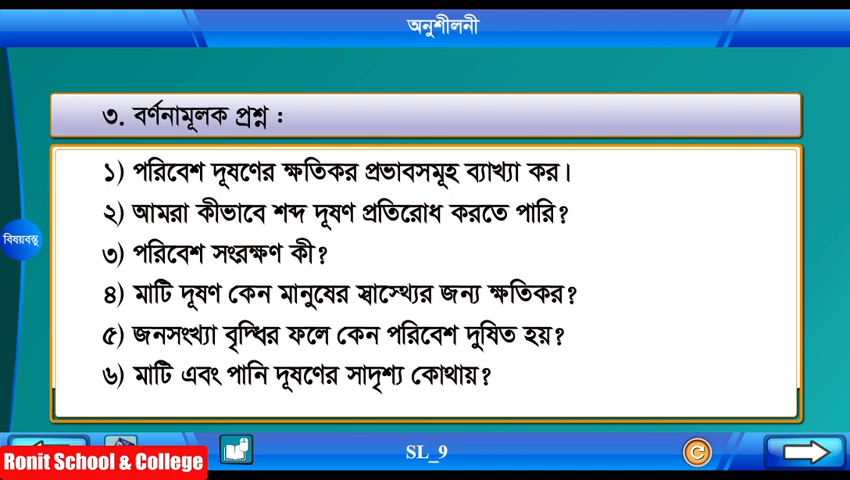 অনুশীলনী
৩. বর্ণনামূলক প্রশ্ন :
১) পরিবেশ দূষণের ক্ষতিকর প্রভাবসমূহ ব্যাখ্যা কর।
২) আমরা কীভাবে শব্দ দূষণ প্রতিরোধ করতে পারি?
৩) পরিবেশ সংরক্ষণ কী?
৪) মাটি দূষণ কেন মানুষের স্বাস্থ্যের জন্য ক্ষতিকর?
৫) জনসংখ্যা বৃদ্ধির ফলে কেন পরিবেশ দুষিত হয়?
৬) মাটি এবং পানি দূষণের সাদৃশ্য কোথায়?
বিষয়বস্তু
SL_9
Ronit School & College